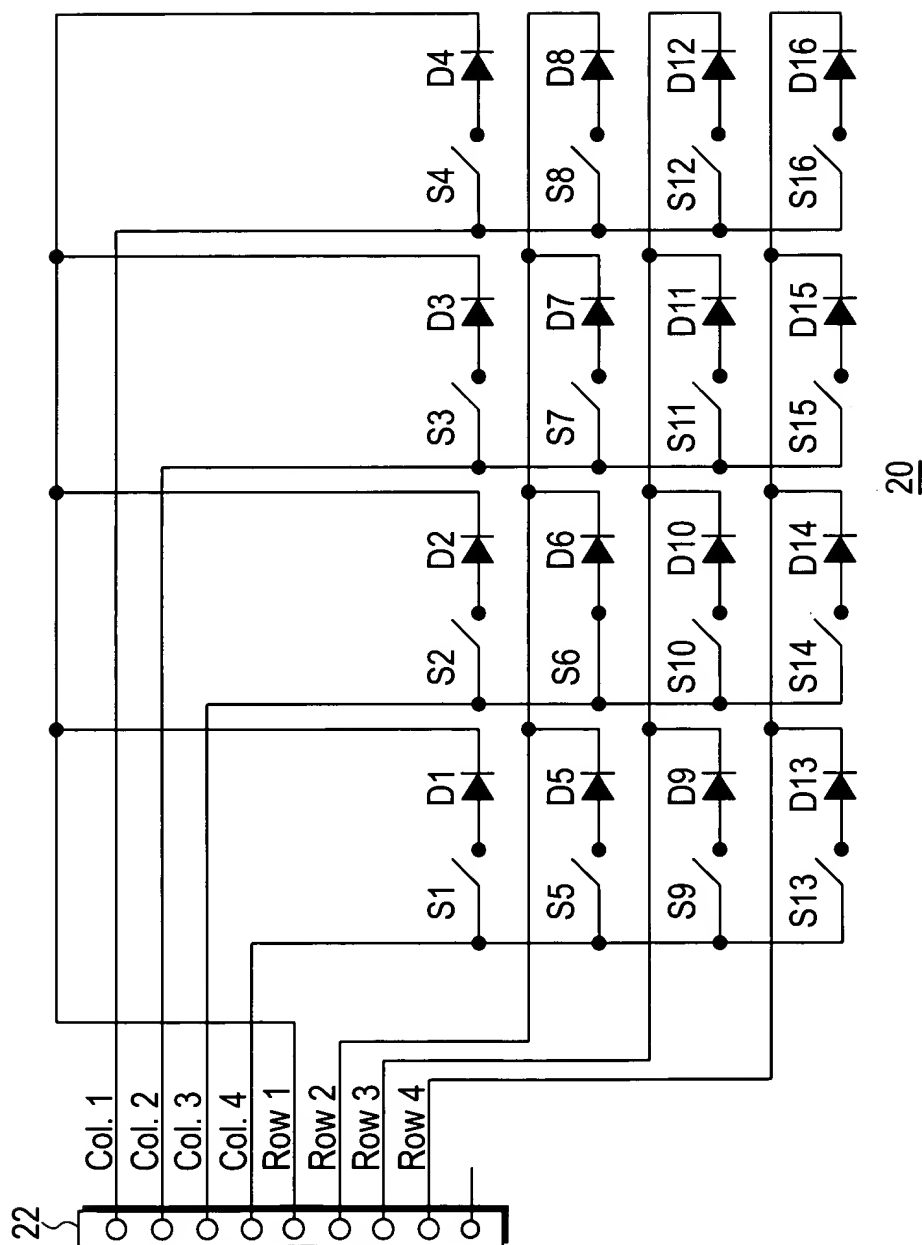 22
Col. 1
Col. 2
Col. 3
Col. 4
Row 1
Row 2
Row 3
Row 4
S1 D1 S2 D2 S3 D3 S4 D4
S5 D5 S6 D6 S7 D7 S8 D8
S9 D9 S10 D10 S11 D11 S12 D12
S13 D13 S14 D14 S15 D15 S16 D16
20